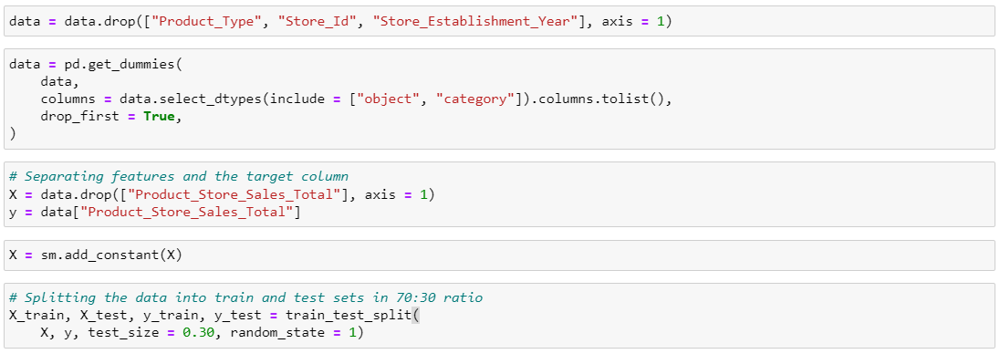 data = data.drop(["Product_Type", "Store_Id", "Store_Establishment_Year"], axis = 1)
data = pd.get_dummies(
    data,
    columns = data.select_dtypes(include = ["object", "category"]).columns.tolist(),
    drop_first = True,
)
# Separating features and the target column
X = data.drop(["Product_Store_Sales_Total"], axis = 1)
y = data["Product_Store_Sales_Total"]
X = sm.add_constant(X)
# Splitting the data into train and test sets in 70:30 ratio
X_train, X_test, y_train, y_test = train_test_split(
    X, y, test_size = 0.30, random_state = 1)